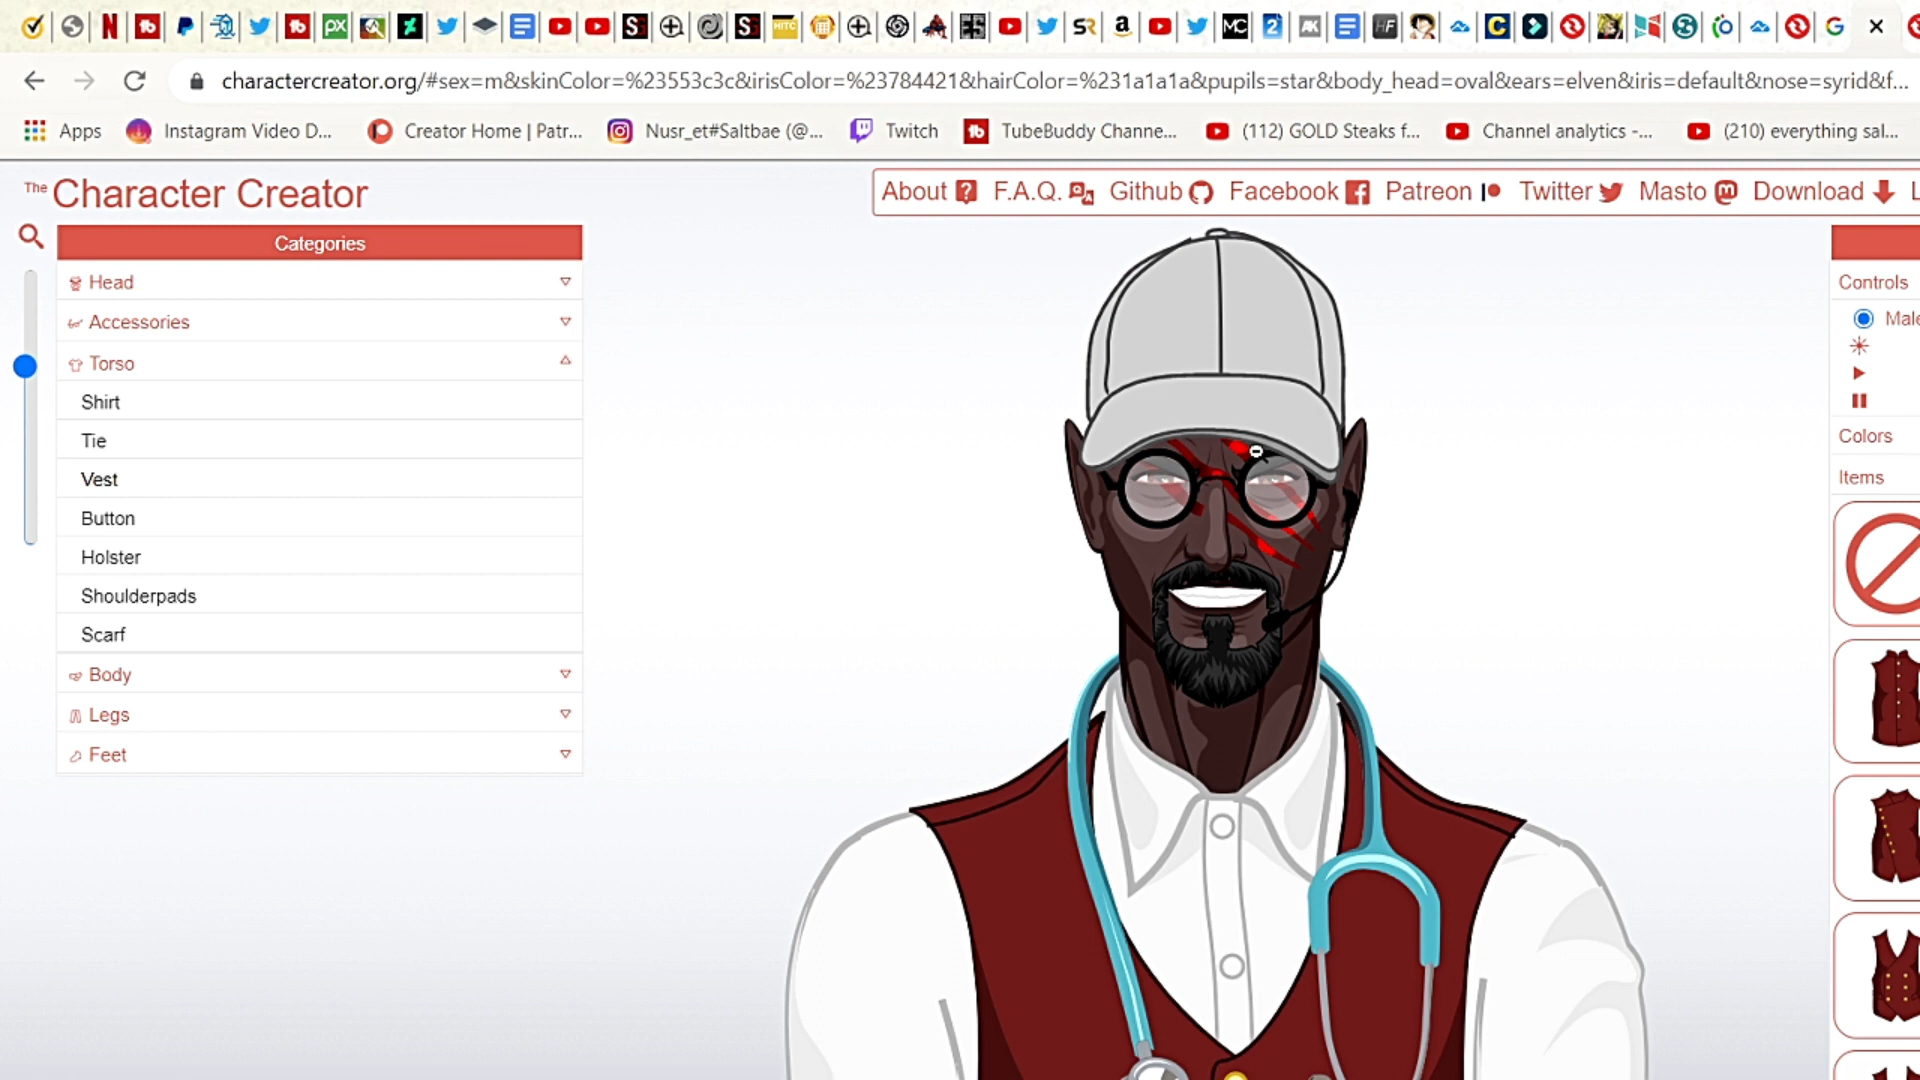 charactercreator.org/#sex=m&skinColor=%23553c3c&irisColor=%23784421&hairColor=%231a1a1a&pupils=star&body_head=oval&ears=elven&iris=default&nose=syrid&f...
Apps Instagram Video D... Creator Home | Patr... Nusr_et#Saltbae (@... Twitch TubeBuddy Channe... (112) GOLD Steaks f... Channel analytics -... (210) everything sal...
The Character Creator
About F.A.Q. Github Facebook Patreon Twitter Masto Download L
Categories
Head
Accessories
Torso
Shirt
Tie
Vest
Button
Holster
Shoulderpads
Scarf
Body
Legs
Feet
Controls
Male
Colors
Items